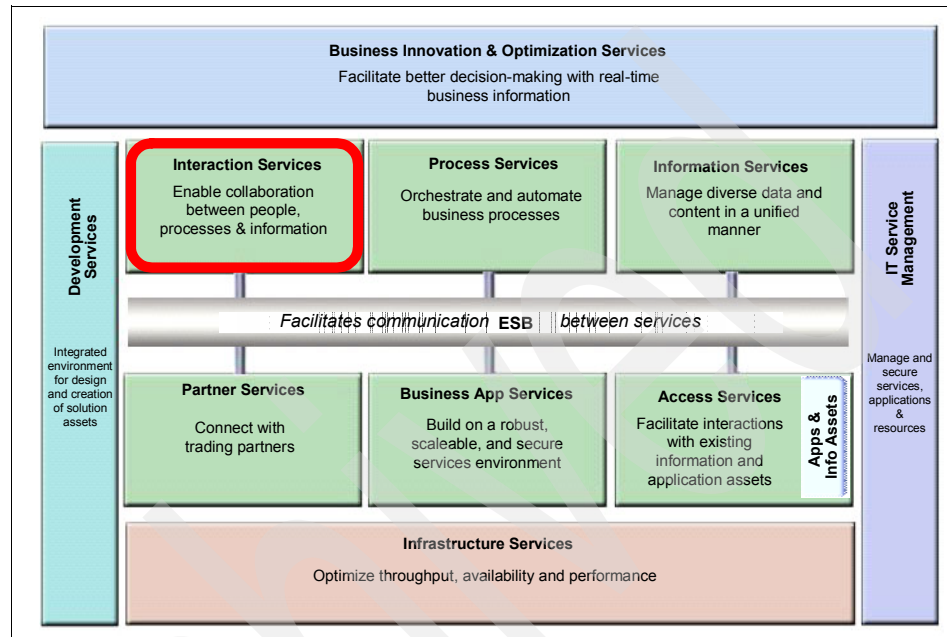 Business Innovation & Optimization Services
Facilitate better decision-making with real-time
business information
Development
Services
Integrated
environment
for design
and creation
of solution
assets
Interaction Services
Enable collaboration
between people,
processes & information
Process Services
Orchestrate and automate
business processes
Information Services
Manage diverse data and
content in a unified
manner
IT Service
Management
Manage and
secure
services,
applications
&
resources
Facilitates communication ESB between services
Partner Services
Connect with
trading partners
Business App Services
Build on a robust,
scaleable, and secure
services environment
Access Services
Facilitate interactions
with existing
information and
application assets
Apps &
Info Assets
Infrastructure Services
Optimize throughput, availability and performance